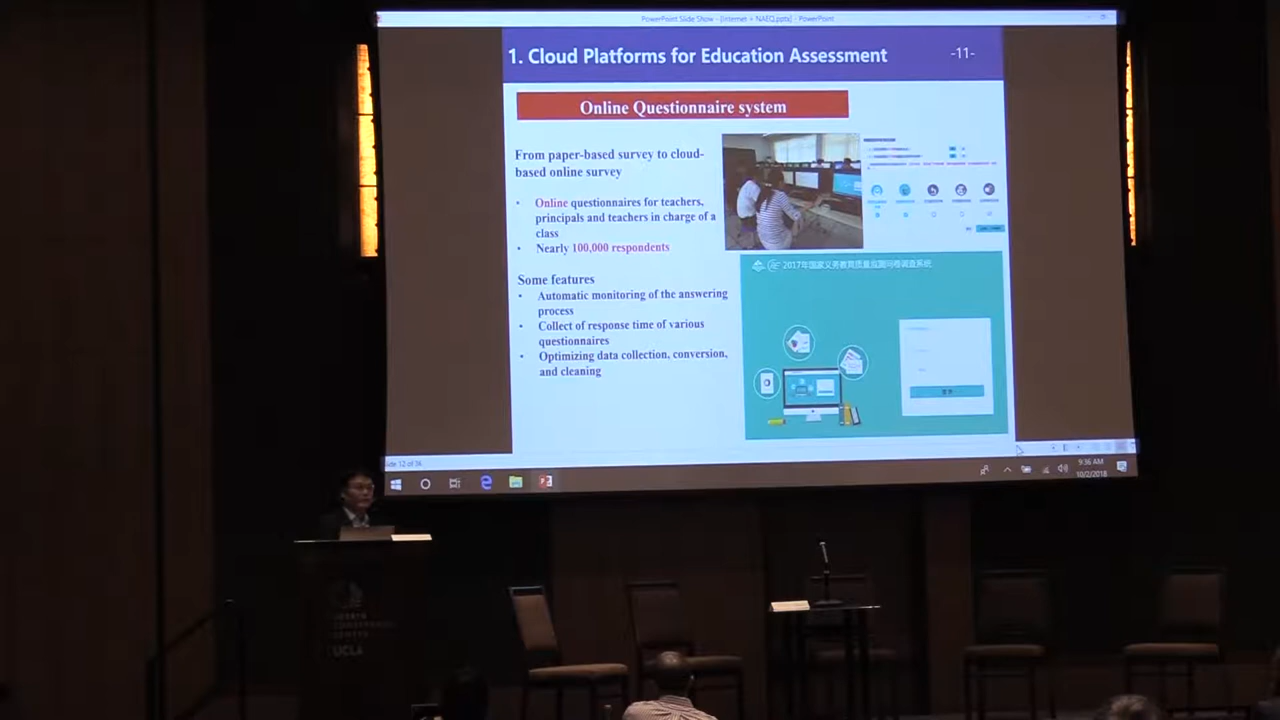 PowerPoint Slide Show - [Internet + NAEQ.pptx] - PowerPoint
1. Cloud Platforms for Education Assessment
-11-
Online Questionnaire system
From paper-based survey to cloud-
based online survey
• Online questionnaires for teachers,
principals and teachers in charge of a
class
• Nearly 100,000 respondents
Some features
• Automatic monitoring of the answering
process
• Collect of response time of various
questionnaires
• Optimizing data collection, conversion,
and cleaning
2017年国家义务教育质量监测问卷调查系统
Slide 12 of 36
9:36 AM
10/2/2018
UCLA